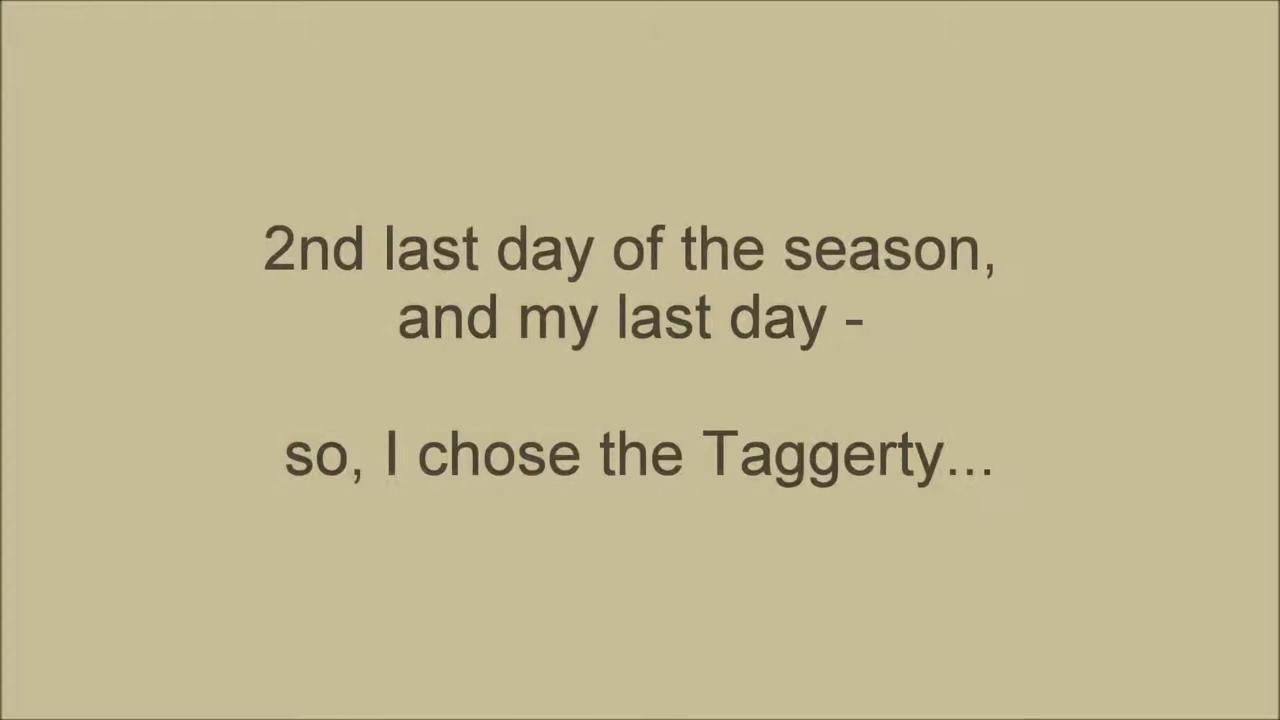 2nd last day of the season,
and my last day -
so, I chose the Taggerty...